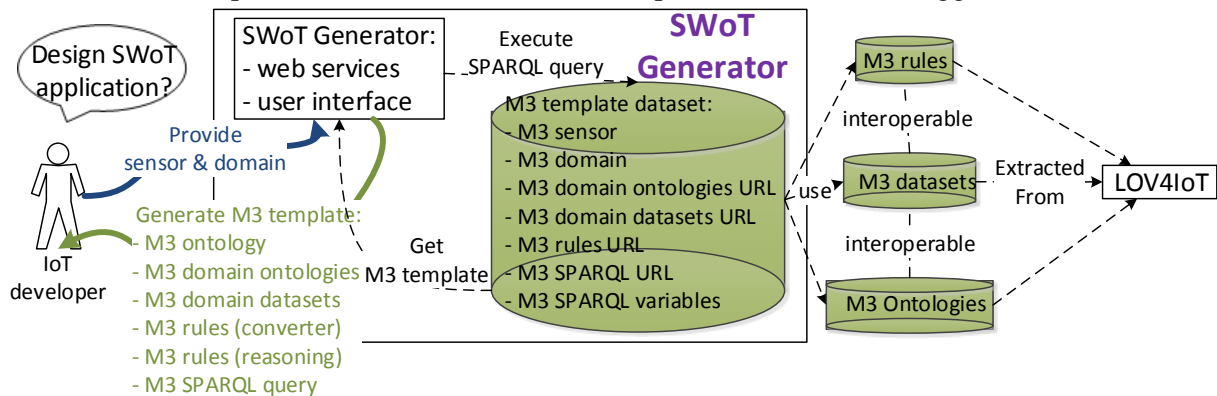 Design SWoT
application?
Provide
sensor & domain
IoT
developer
Generate M3 template:
- M3 ontology
- M3 domain ontologies
- M3 domain datasets
- M3 rules (converter)
- M3 rules (reasoning)
- M3 SPARQL query
SWoT Generator:
- web services
- user interface
Execute
SPARQL query
SWoT
Generator
Get
M3 template
M3 template dataset:
- M3 sensor
- M3 domain
- M3 domain ontologies URL
- M3 domain datasets URL
- M3 rules URL
- M3 SPARQL URL
- M3 SPARQL variables
use
M3 rules
interoperable
M3 datasets
interoperable
M3 Ontologies
Extracted
From
LOV4IoT